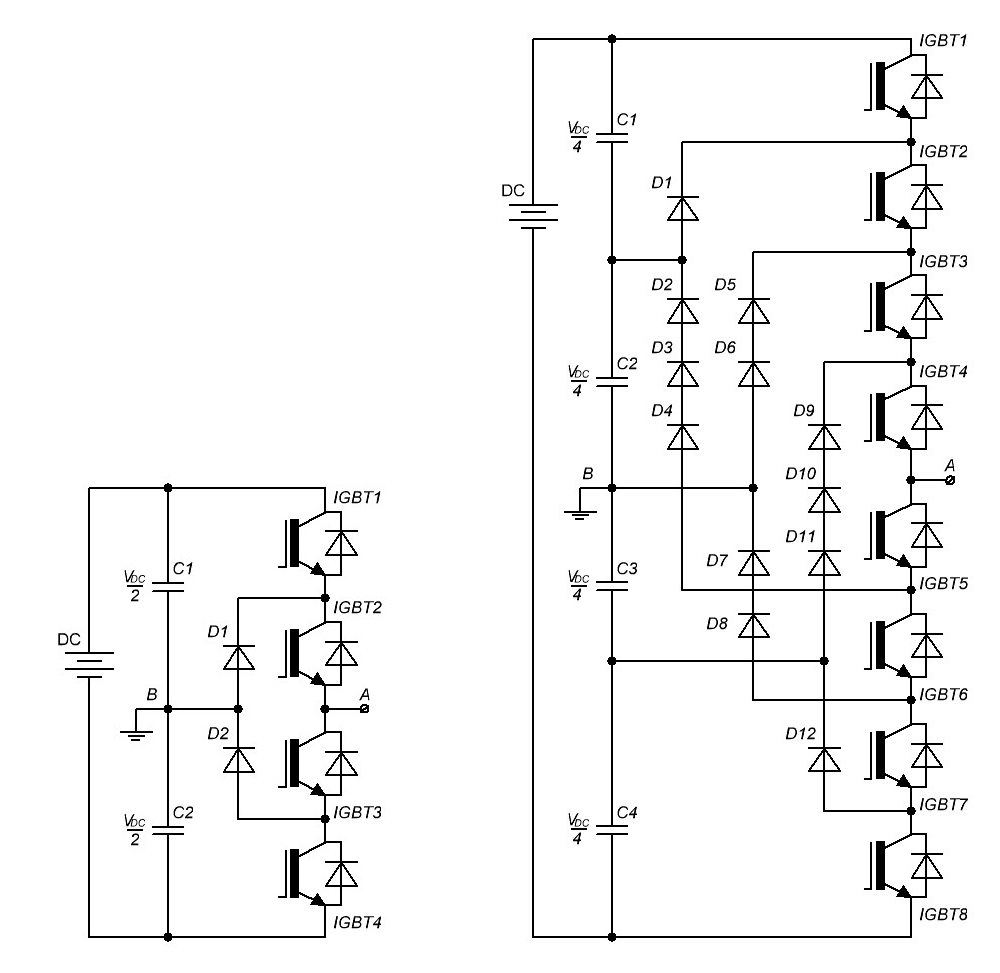 IGBT1
C1
V_DC/2
IGBT2
D1
DC
B
A
D2
IGBT3
C2
V_DC/2
IGBT4
IGBT1
C1
V_DC/4
IGBT2
D1
DC
IGBT3
D2
D5
D3
D6
C2
V_DC/4
IGBT4
D4
D9
B
D10
A
D7
D11
C3
V_DC/4
IGBT5
D8
IGBT6
D12
IGBT7
C4
V_DC/4
IGBT8